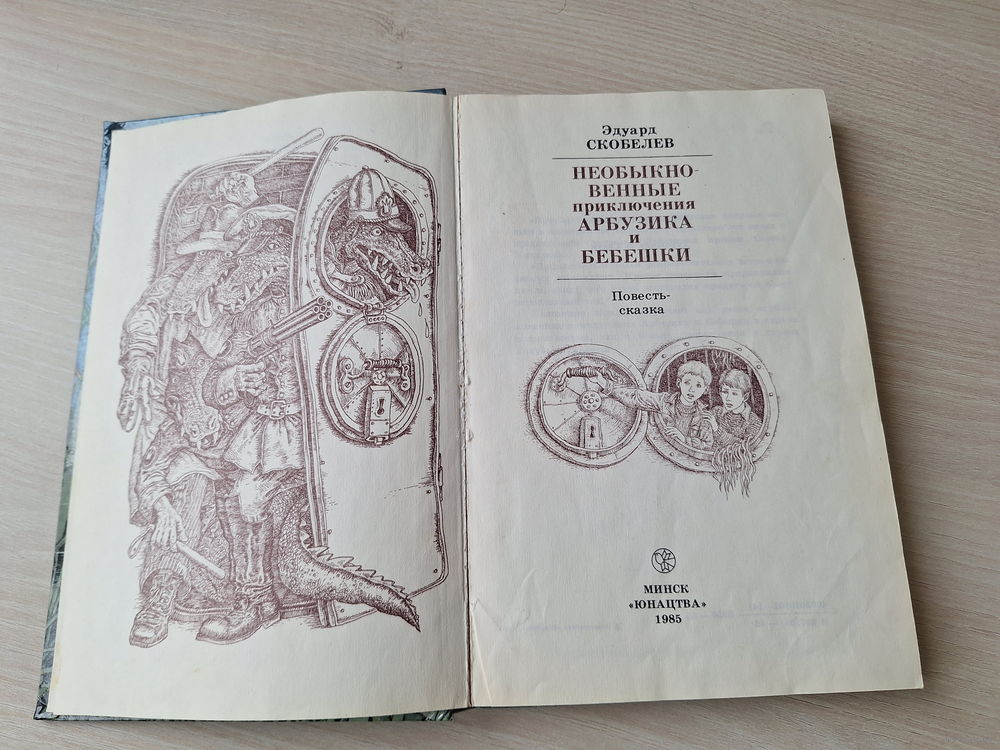 Эдуард
СКОБЕЛЕВ
НЕОБЫКНО-
ВЕННЫЕ
приключения
АРБУЗИКА
и
БЕБЕШКИ
Повесть-
сказка
МИНСК
«ЮНАЦТВА»
1985